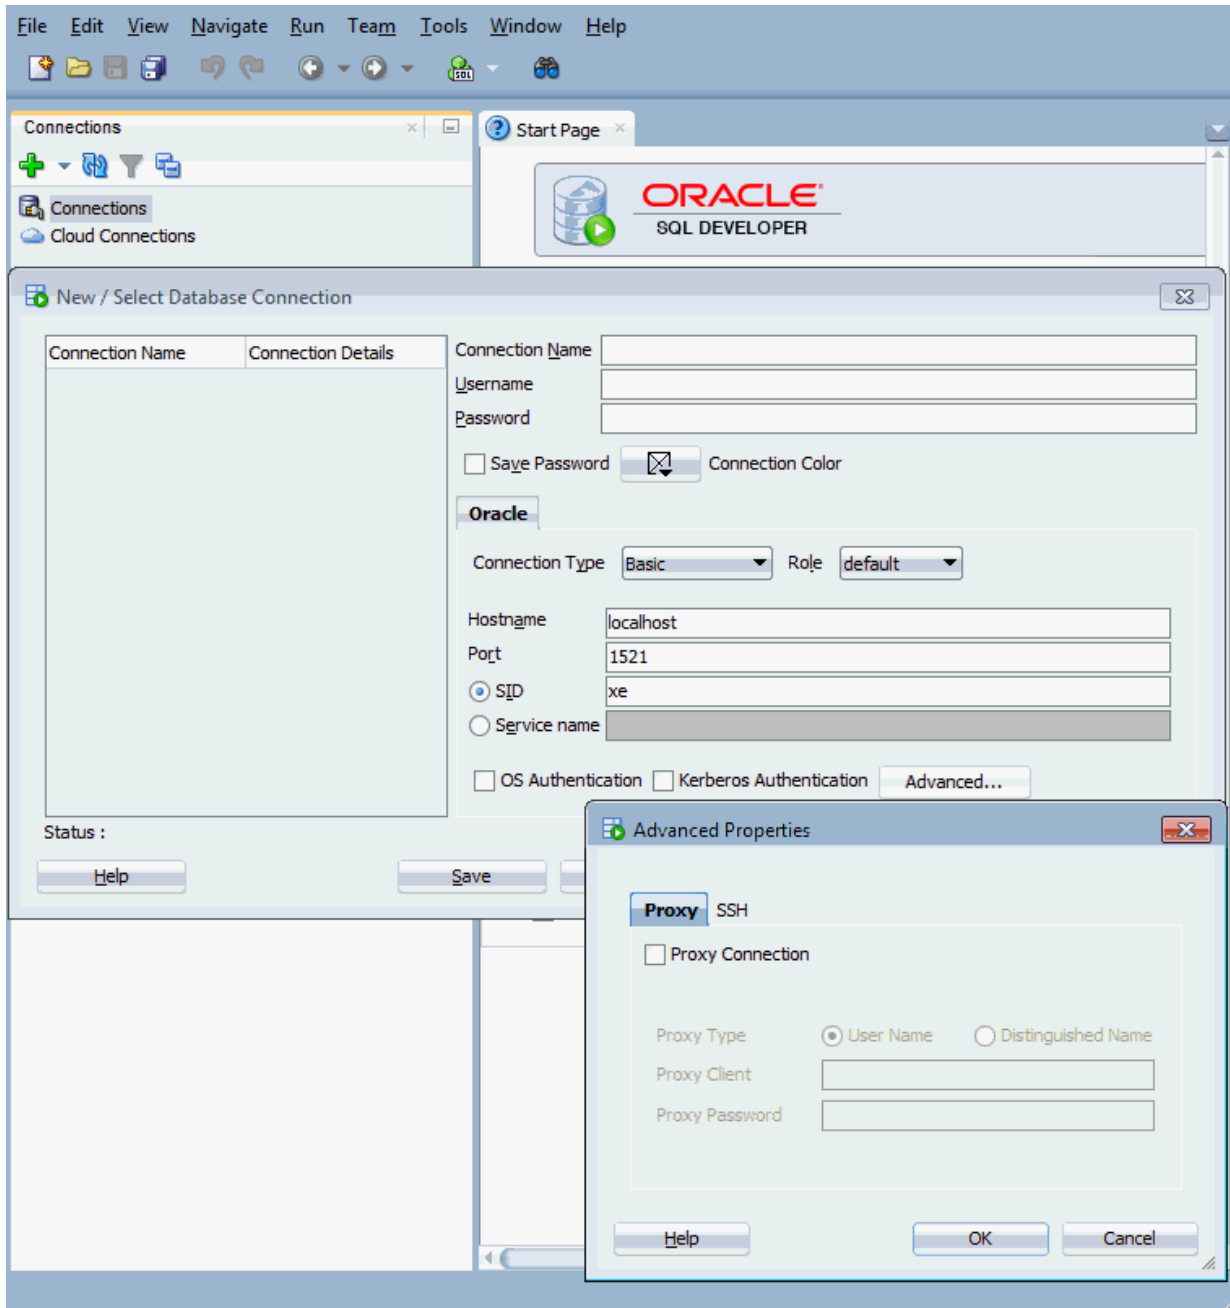 File Edit View Navigate Run Team Tools Window Help
SQL
Connections
Start Page
Connections
Cloud Connections
ORACLE
SQL DEVELOPER
New / Select Database Connection
Connection Name Connection Details
Connection Name
Username
Password
Save Password Connection Color
Oracle
Connection Type Basic Role default
Hostname localhost
Port 1521
SID xe
Service name
OS Authentication Kerberos Authentication Advanced...
Status :
Help Save
Advanced Properties
Proxy SSH
Proxy Connection
Proxy Type User Name Distinguished Name
Proxy Client
Proxy Password
Help OK Cancel